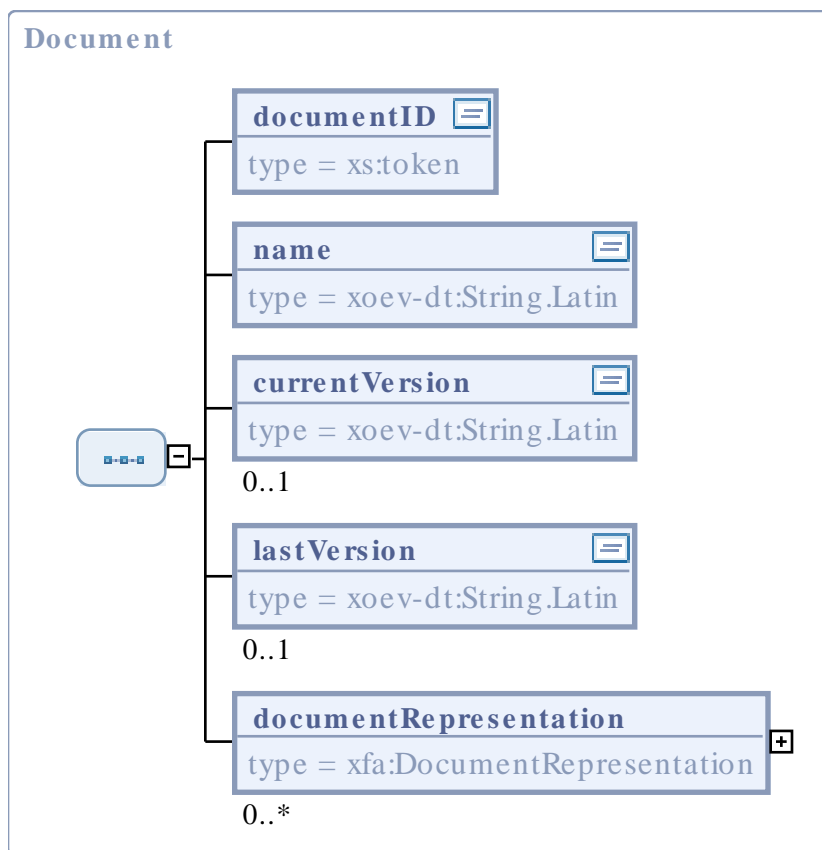 Document
documentID
type = xs:token
name
type = xoev-dt:String.Latin
currentVersion
type = xoev-dt:String.Latin
0..1
lastVersion
type = xoev-dt:String.Latin
0..1
documentRepresentation
type = xfa:DocumentRepresentation
0..*